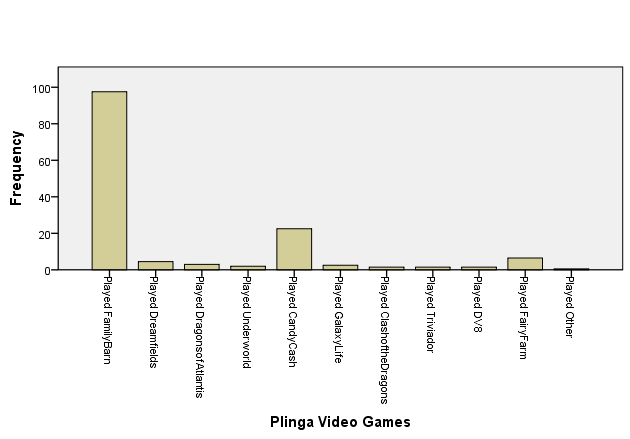 Frequency
100
80
60
40
20
0
Played FamilyBarn
Played Dreamfields
Played DragonsofAtlantis
Played Underworld
Played CandyCash
Played GalaxyLife
Played ClashoftheDragons
Played Triviador
Played DV8
Played FairyFarm
Played Other
Plinga Video Games